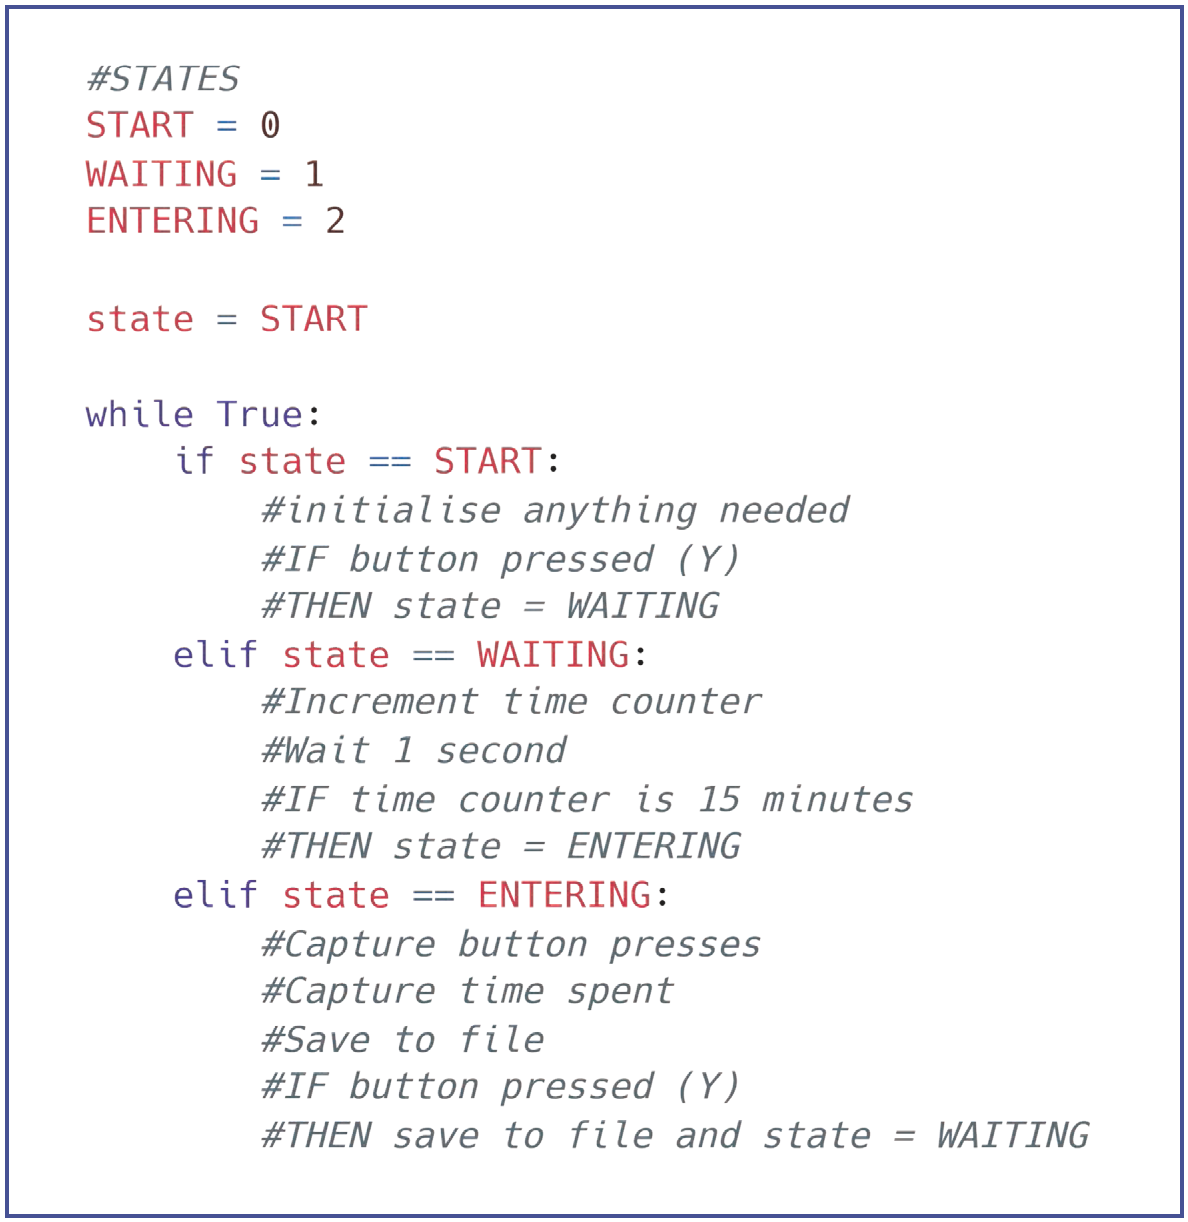 #STATES
START = 0
WAITING = 1
ENTERING = 2

state = START

while True:
    if state == START:
        #initialise anything needed
        #IF button pressed (Y)
        #THEN state = WAITING
    elif state == WAITING:
        #Increment time counter
        #Wait 1 second
        #IF time counter is 15 minutes
        #THEN state = ENTERING
    elif state == ENTERING:
        #Capture button presses
        #Capture time spent
        #Save to file
        #IF button pressed (Y)
        #THEN save to file and state = WAITING